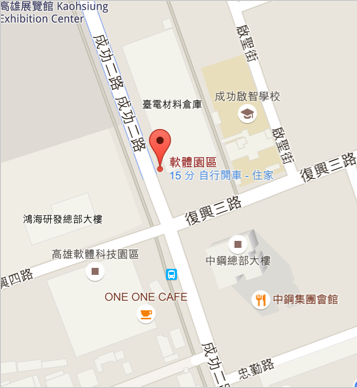 高雄展覽館 Kaohsiung
Exhibition Center
成功二路
成功二路
啟聖街
臺電材料倉庫
成功啟智學校
啟聖街
軟體園區
15 分 自行開車 - 住家
復興三路
復興三路
鴻海研發總部大樓
高雄軟體科技園區
中鋼總部大樓
興四路
ONE ONE CAFE
中鋼集團會館
成功二路
忠勤路